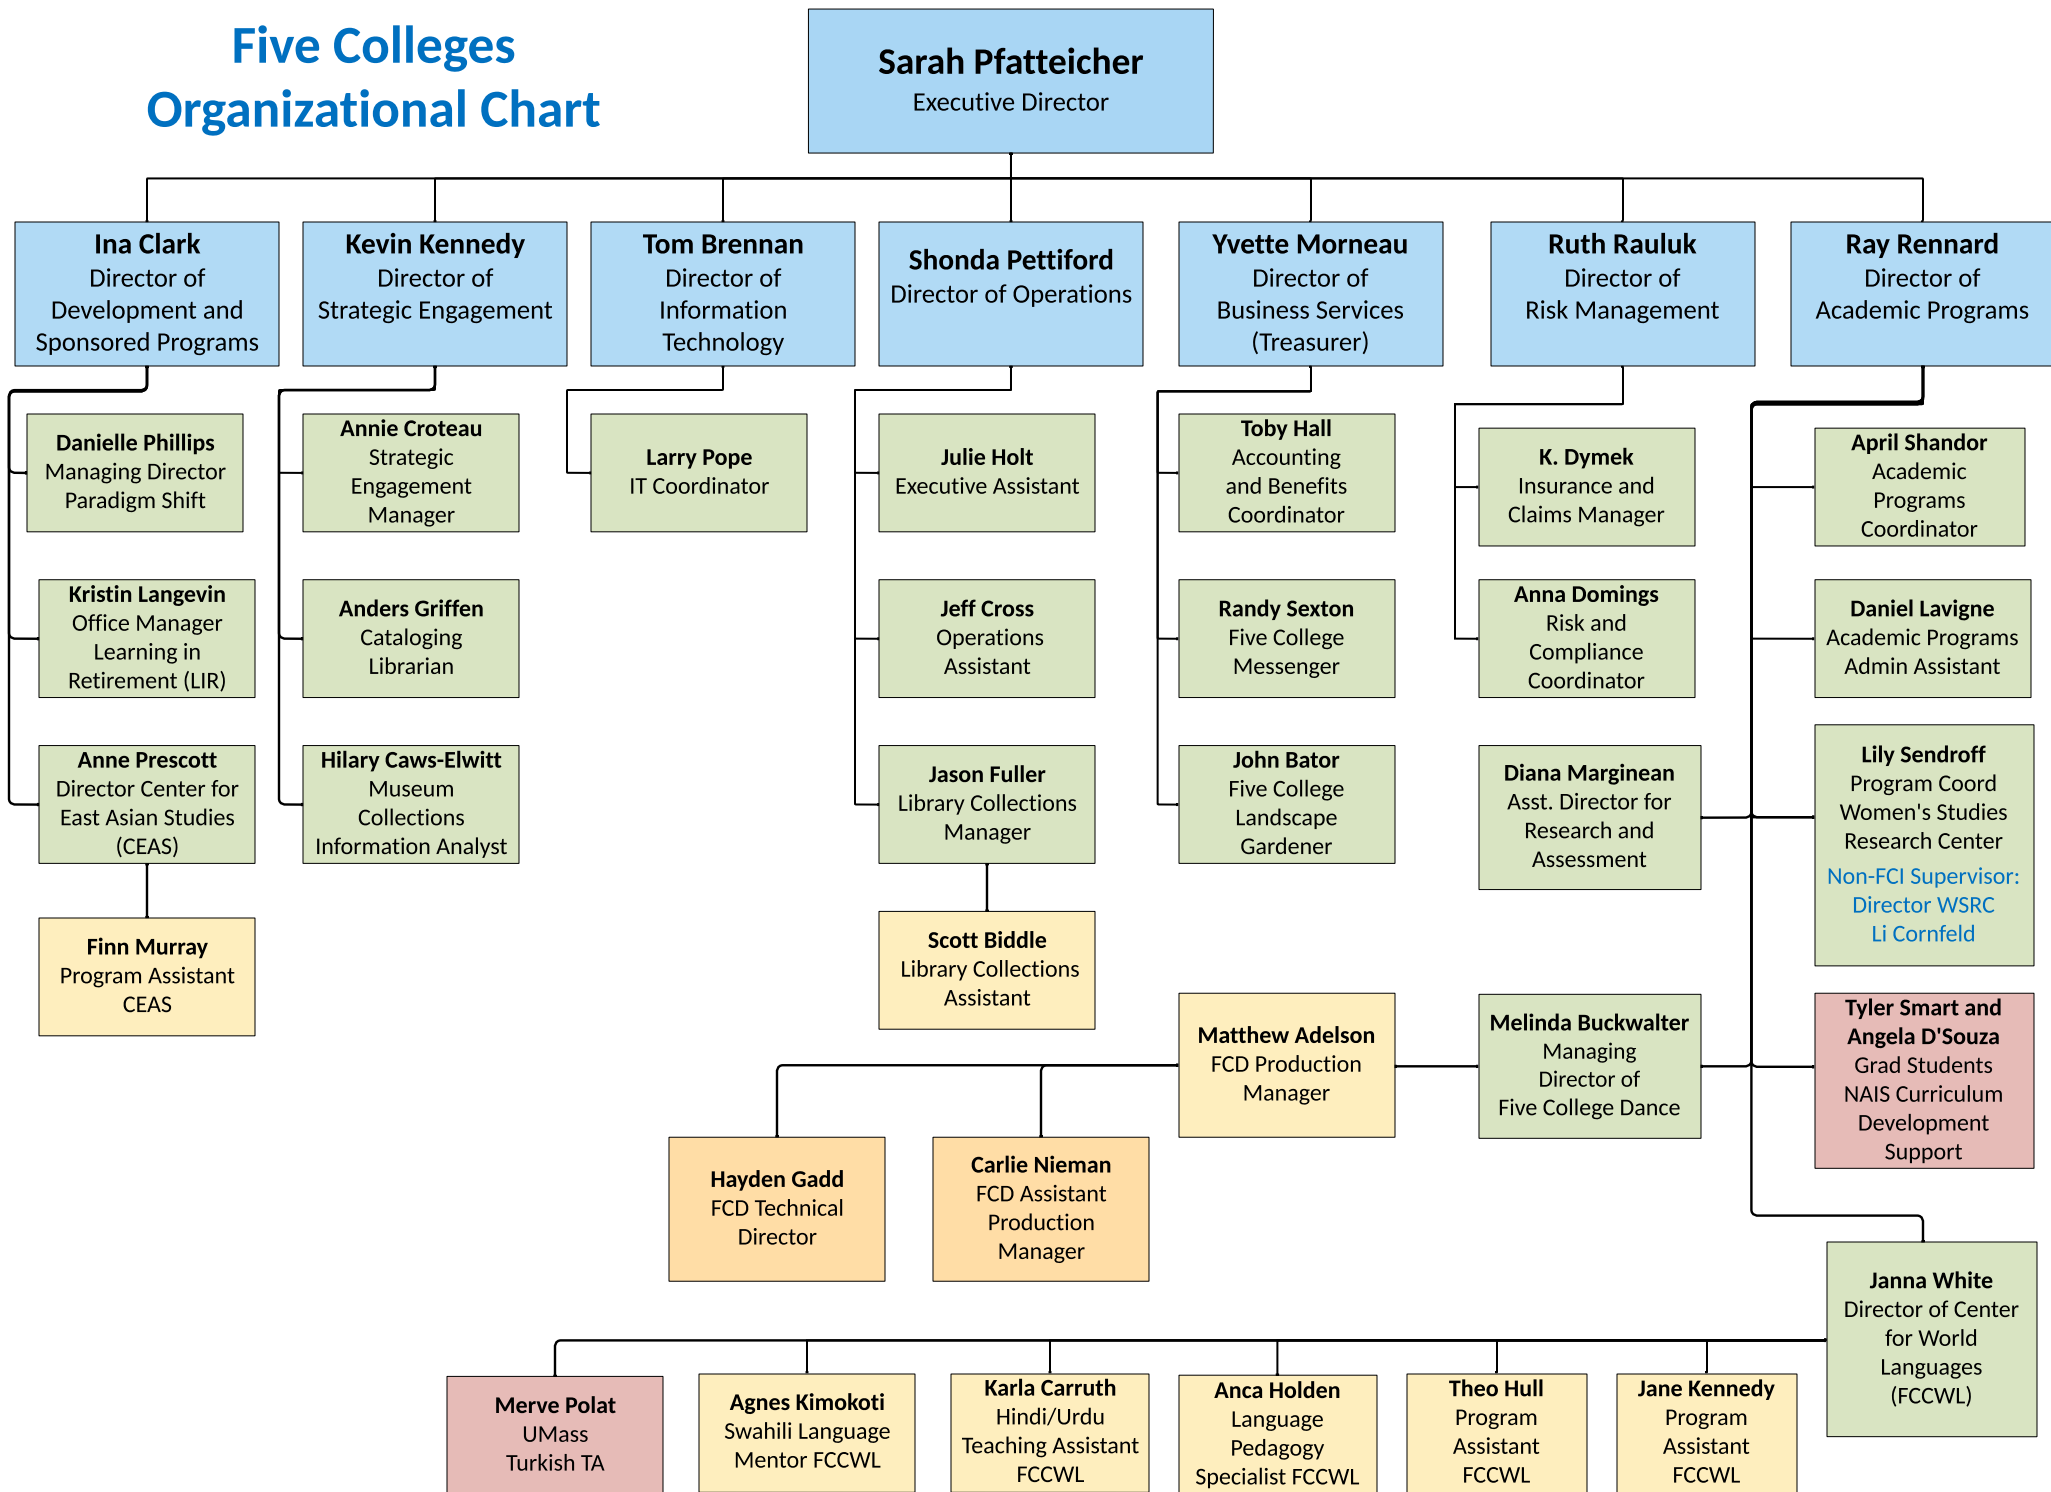 Five Colleges
Organizational Chart
Sarah Pfatteicher
Executive Director
Ina Clark
Director of
Development and
Sponsored Programs
Kevin Kennedy
Director of
Strategic Engagement
Tom Brennan
Director of
Information
Technology
Shonda Pettiford
Director of Operations
Yvette Morneau
Director of
Business Services
(Treasurer)
Ruth Rauluk
Director of
Risk Management
Ray Rennard
Director of
Academic Programs
Danielle Phillips
Managing Director
Paradigm Shift
Annie Croteau
Strategic
Engagement
Manager
Larry Pope
IT Coordinator
Julie Holt
Executive Assistant
Toby Hall
Accounting
and Benefits
Coordinator
K. Dymek
Insurance and
Claims Manager
April Shandor
Academic
Programs
Coordinator
Kristin Langevin
Office Manager
Learning in
Retirement (LIR)
Anders Griffen
Cataloging
Librarian
Jeff Cross
Operations
Assistant
Randy Sexton
Five College
Messenger
Anna Domings
Risk and
Compliance
Coordinator
Daniel Lavigne
Academic Programs
Admin Assistant
Anne Prescott
Director Center for
East Asian Studies
(CEAS)
Hilary Caws-Elwitt
Museum
Collections
Information Analyst
Jason Fuller
Library Collections
Manager
John Bator
Five College
Landscape
Gardener
Diana Marginean
Asst. Director for
Research and
Assessment
Lily Sendroff
Program Coord
Women's Studies
Research Center
Non-FCI Supervisor:
Director WSRC
Li Cornfeld
Finn Murray
Program Assistant
CEAS
Scott Biddle
Library Collections
Assistant
Matthew Adelson
FCD Production
Manager
Melinda Buckwalter
Managing
Director of
Five College Dance
Tyler Smart and
Angela D'Souza
Grad Students
NAIS Curriculum
Development
Support
Hayden Gadd
FCD Technical
Director
Carlie Nieman
FCD Assistant
Production
Manager
Janna White
Director of Center
for World
Languages
(FCCWL)
Merve Polat
UMass
Turkish TA
Agnes Kimokoti
Swahili Language
Mentor FCCWL
Karla Carruth
Hindi/Urdu
Teaching Assistant
FCCWL
Anca Holden
Language
Pedagogy
Specialist FCCWL
Theo Hull
Program
Assistant
FCCWL
Jane Kennedy
Program
Assistant
FCCWL